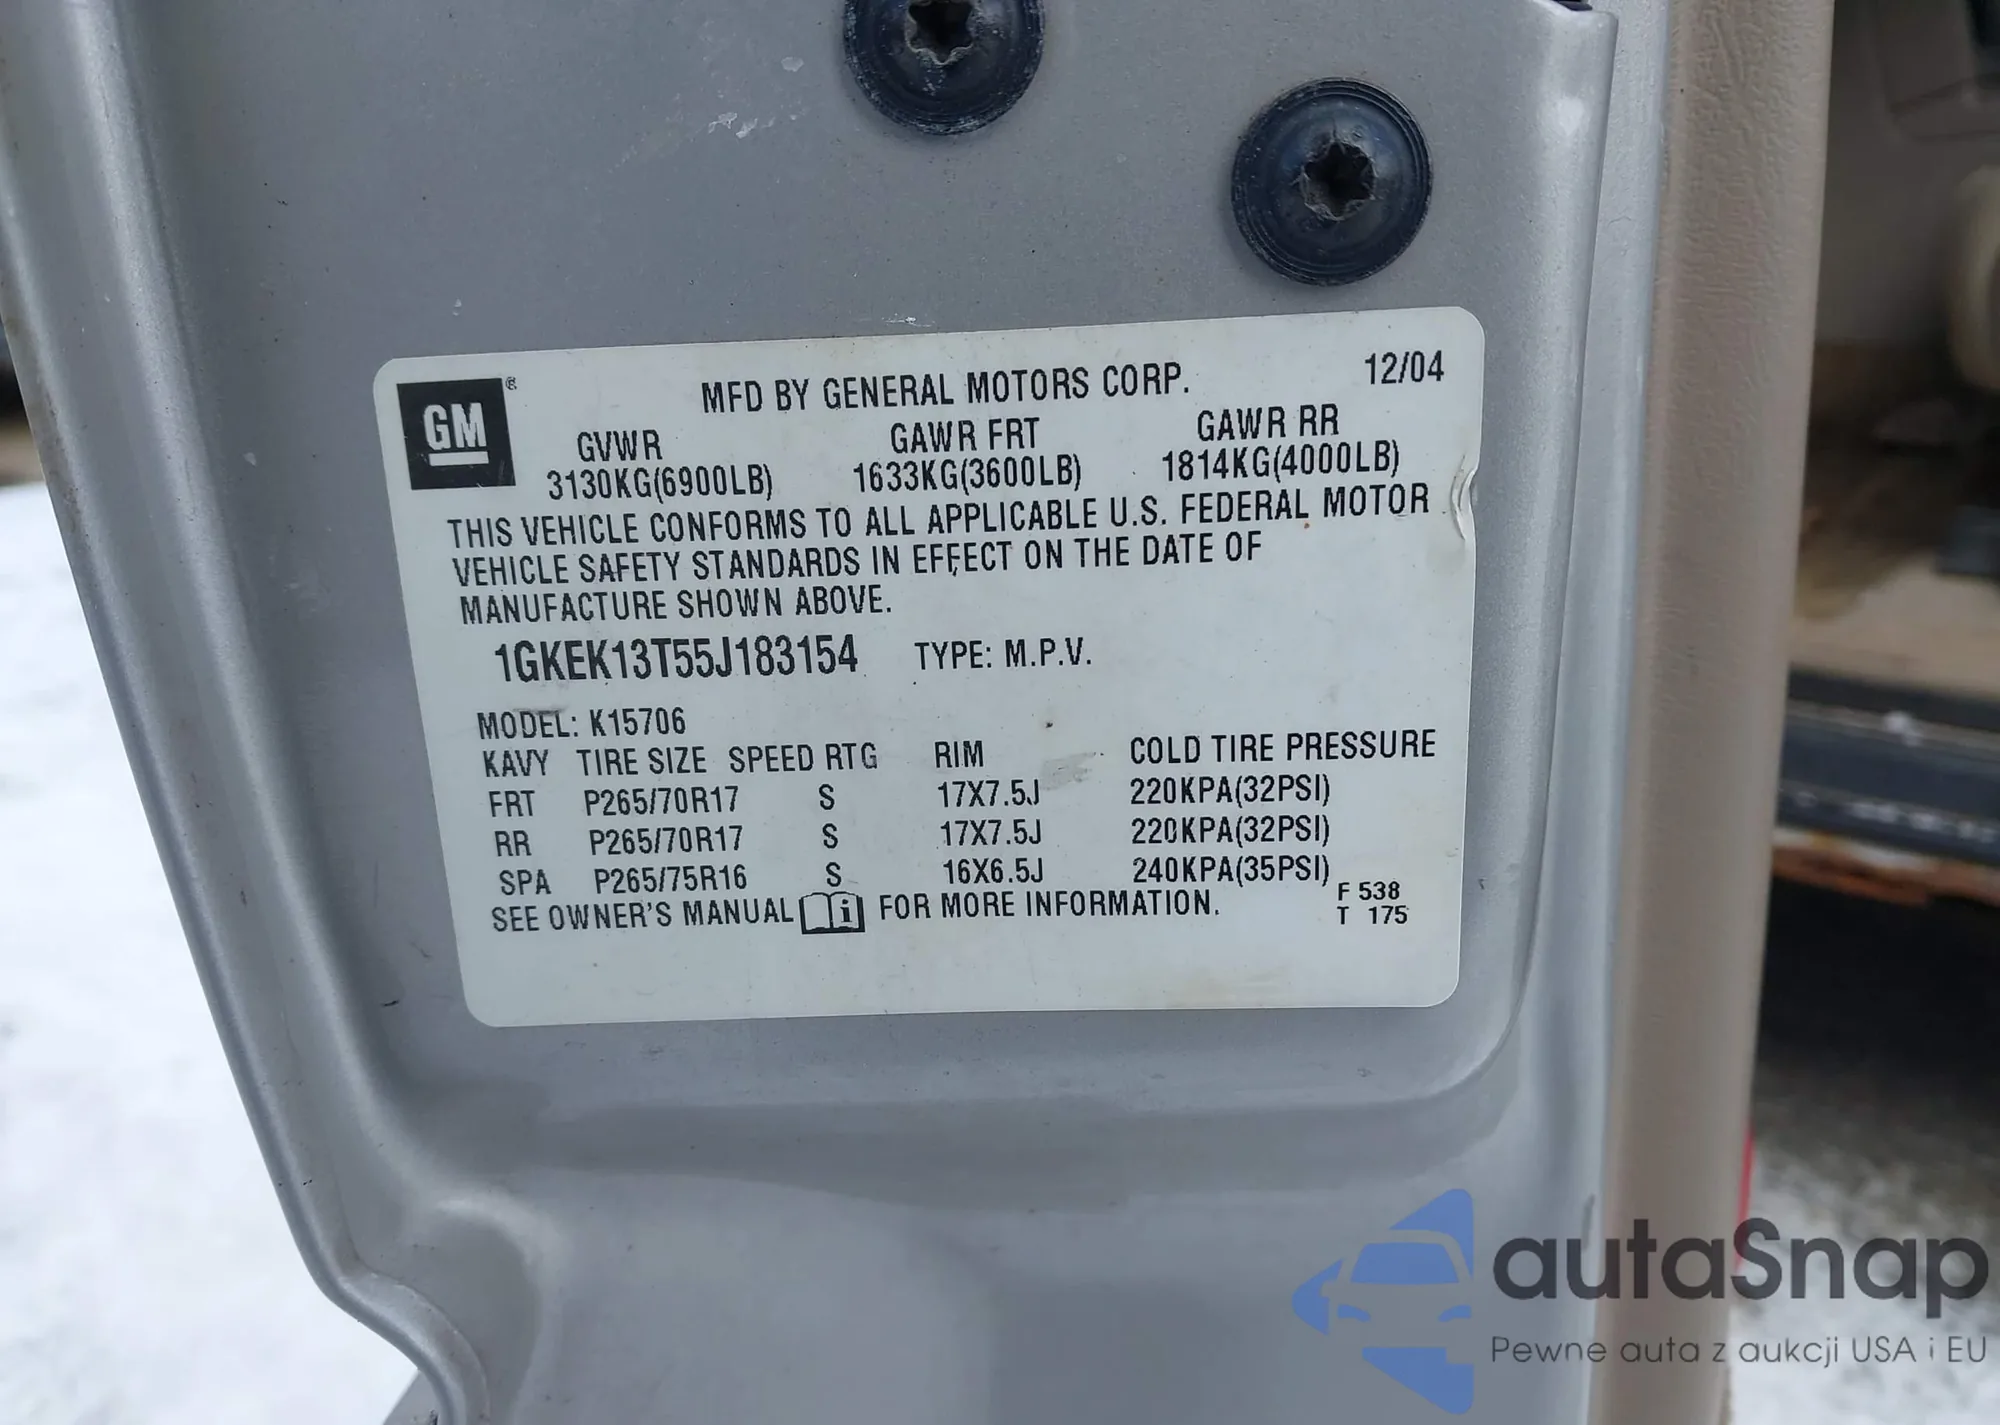 GM ®
MFD BY GENERAL MOTORS CORP. 12/04
GVWR GAWR FRT GAWR RR
3130KG(6900LB) 1633KG(3600LB) 1814KG(4000LB)
THIS VEHICLE CONFORMS TO ALL APPLICABLE U.S. FEDERAL MOTOR
VEHICLE SAFETY STANDARDS IN EFFECT ON THE DATE OF
MANUFACTURE SHOWN ABOVE.
1GKEK13T55J183154 TYPE: M.P.V.
MODEL: K15706
KAVY TIRE SIZE SPEED RTG RIM COLD TIRE PRESSURE
FRT P265/70R17 S 17X7.5J 220KPA(32PSI)
RR P265/70R17 S 17X7.5J 220KPA(32PSI)
SPA P265/75R16 S 16X6.5J 240KPA(35PSI)
SEE OWNER'S MANUAL i FOR MORE INFORMATION.
F 538
T 175
autaSnap
Pewne auta z aukcji USA i EU